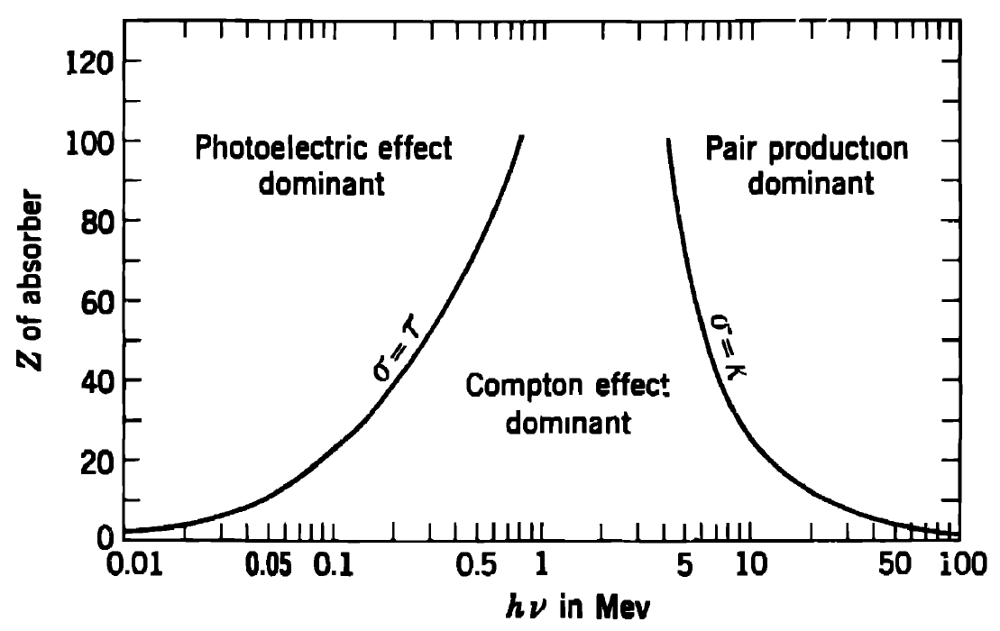 120
100
80
60
40
20
0
Z of absorber
Photoelectric effect
dominant
Pair production
dominant
σ = τ
σ = κ
Compton effect
dominant
0.01 0.05 0.1 0.5 1 5 10 50 100
hν in Mev